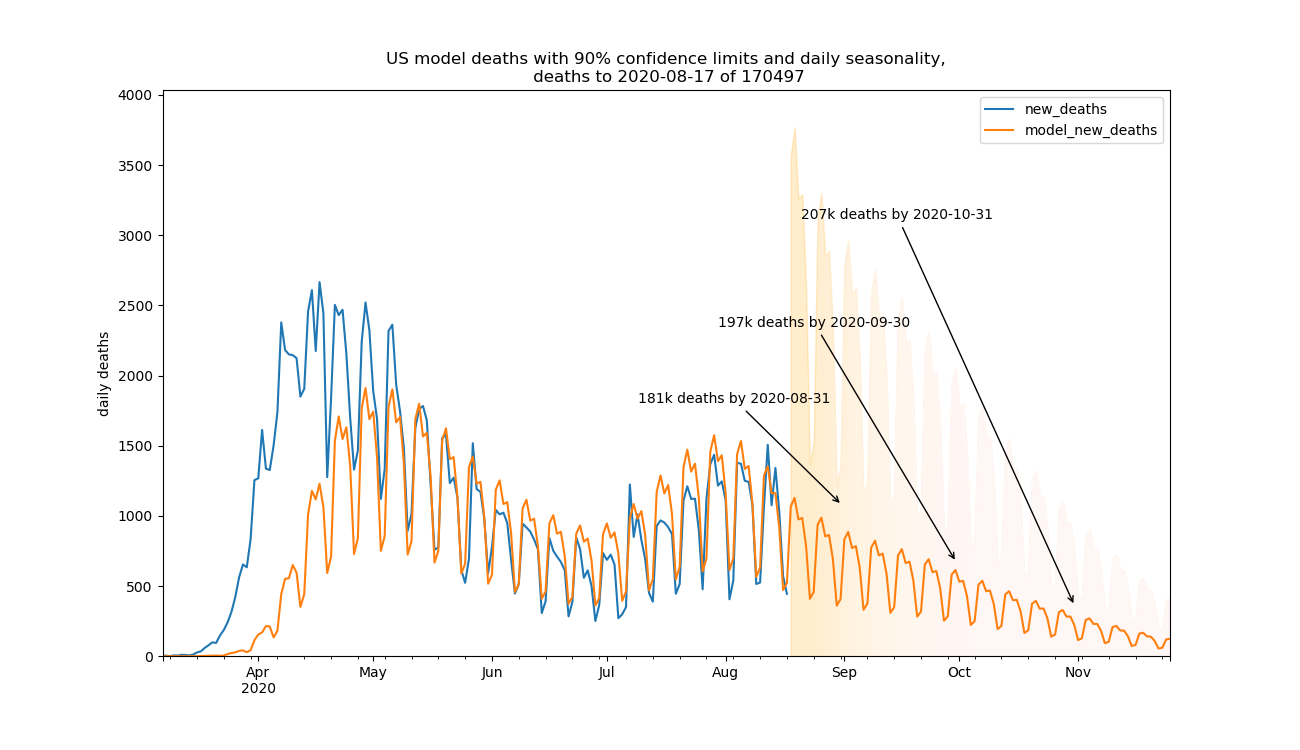 US model deaths with 90% confidence limits and daily seasonality,
deaths to 2020-08-17 of 170497
new_deaths
model_new_deaths
daily deaths
4000
3500
3000
2500
2000
1500
1000
500
0
207k deaths by 2020-10-31
197k deaths by 2020-09-30
181k deaths by 2020-08-31
Apr May Jun Jul Aug Sep Oct Nov
2020